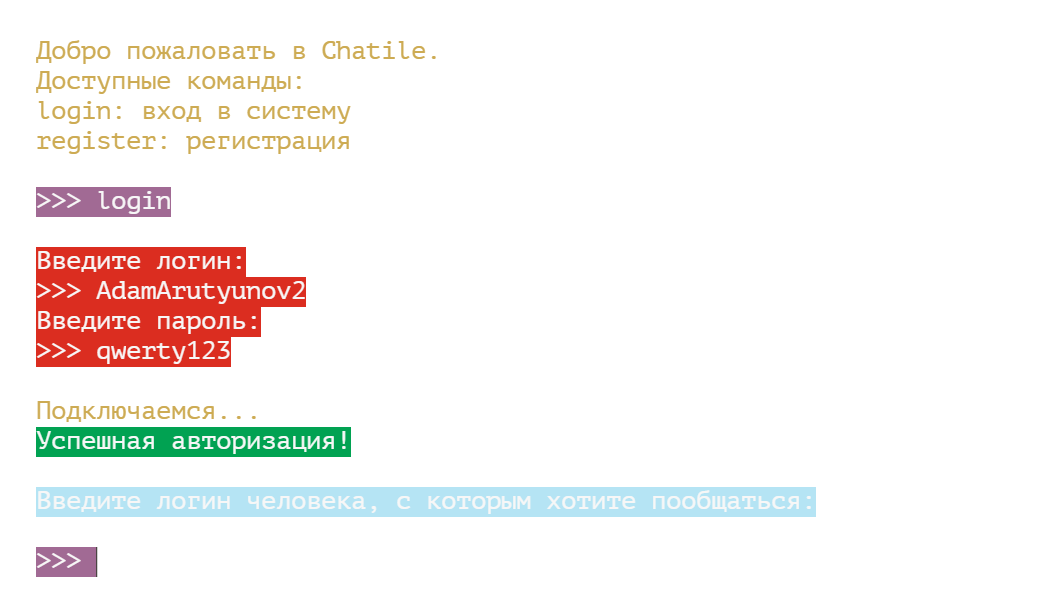 Добро пожаловать в Chatile.
Доступные команды:
login: вход в систему
register: регистрация
>>> login
Введите логин:
>>> AdamArutyunov2
Введите пароль:
>>> qwerty123
Подключаемся...
Успешная авторизация!
Введите логин человека, с которым хотите пообщаться:
>>>